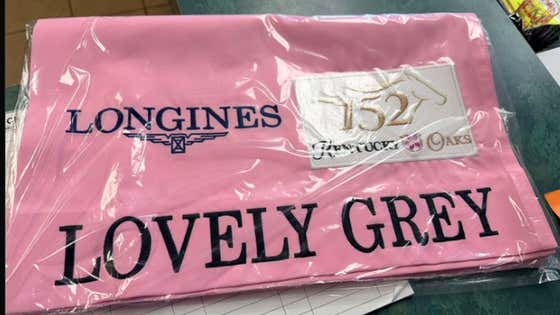 LONGINES
152
KENTUCKY OAKS
LOVELY GREY